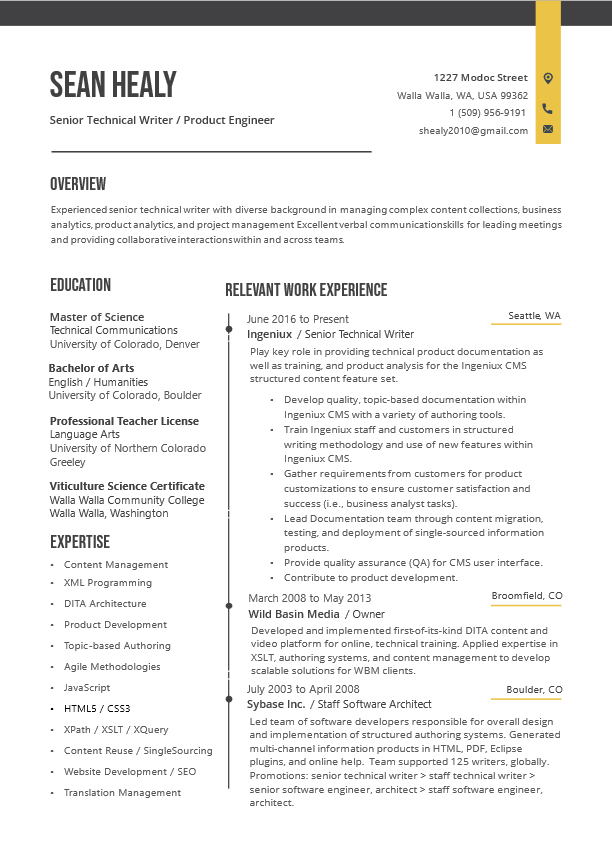 SEAN HEALY
Senior Technical Writer / Product Engineer
1227 Modoc Street
Walla Walla, WA, USA 99362
1 (509) 956-9191
shealy2010@gmail.com
OVERVIEW
Experienced senior technical writer with diverse background in managing complex content collections, business
analytics, product analytics, and project management Excellent verbal communication skills for leading meetings
and providing collaborative interactions within and across teams.
EDUCATION
Master of Science
Technical Communications
University of Colorado, Denver
Bachelor of Arts
English / Humanities
University of Colorado, Boulder
Professional Teacher License
Language Arts
University of Northern Colorado
Greeley
Viticulture Science Certificate
Walla Walla Community College
Walla Walla, Washington
EXPERTISE
• Content Management
• XML Programming
• DITA Architecture
• Product Development
• Topic-based Authoring
• Agile Methodologies
• JavaScript
• HTML5 / CSS3
• XPath / XSLT / XQuery
• Content Reuse / SingleSourcing
• Website Development / SEO
• Translation Management
RELEVANT WORK EXPERIENCE
June 2016 to Present
Seattle, WA
Ingeniux / Senior Technical Writer
Play key role in providing technical product documentation as
well as training, and product analysis for the Ingeniux CMS
structured content feature set.
• Develop quality, topic-based documentation within
Ingeniux CMS with a variety of authoring tools.
• Train Ingeniux staff and customers in structured
writing methodology and use of new features within
Ingeniux CMS.
• Gather requirements from customers for product
customizations to ensure customer satisfaction and
success (i.e., business analyst tasks).
• Lead Documentation team through content migration,
testing, and deployment of single-sourced information
products.
• Provide quality assurance (QA) for CMS user interface.
• Contribute to product development.
March 2008 to May 2013
Broomfield, CO
Wild Basin Media / Owner
Developed and implemented first-of-its-kind DITA content and
video platform for online, technical training. Applied expertise in
XSLT, authoring systems, and content management to develop
scalable solutions for WBM clients.
July 2003 to April 2008
Boulder, CO
Sybase Inc. / Staff Software Architect
Led team of software developers responsible for overall design
and implementation of structured authoring systems. Generated
multi-channel information products in HTML, PDF, Eclipse
plugins, and online help. Team supported 125 writers, globally.
Promotions: senior technical writer > staff technical writer >
senior software engineer, architect > staff software engineer,
architect.